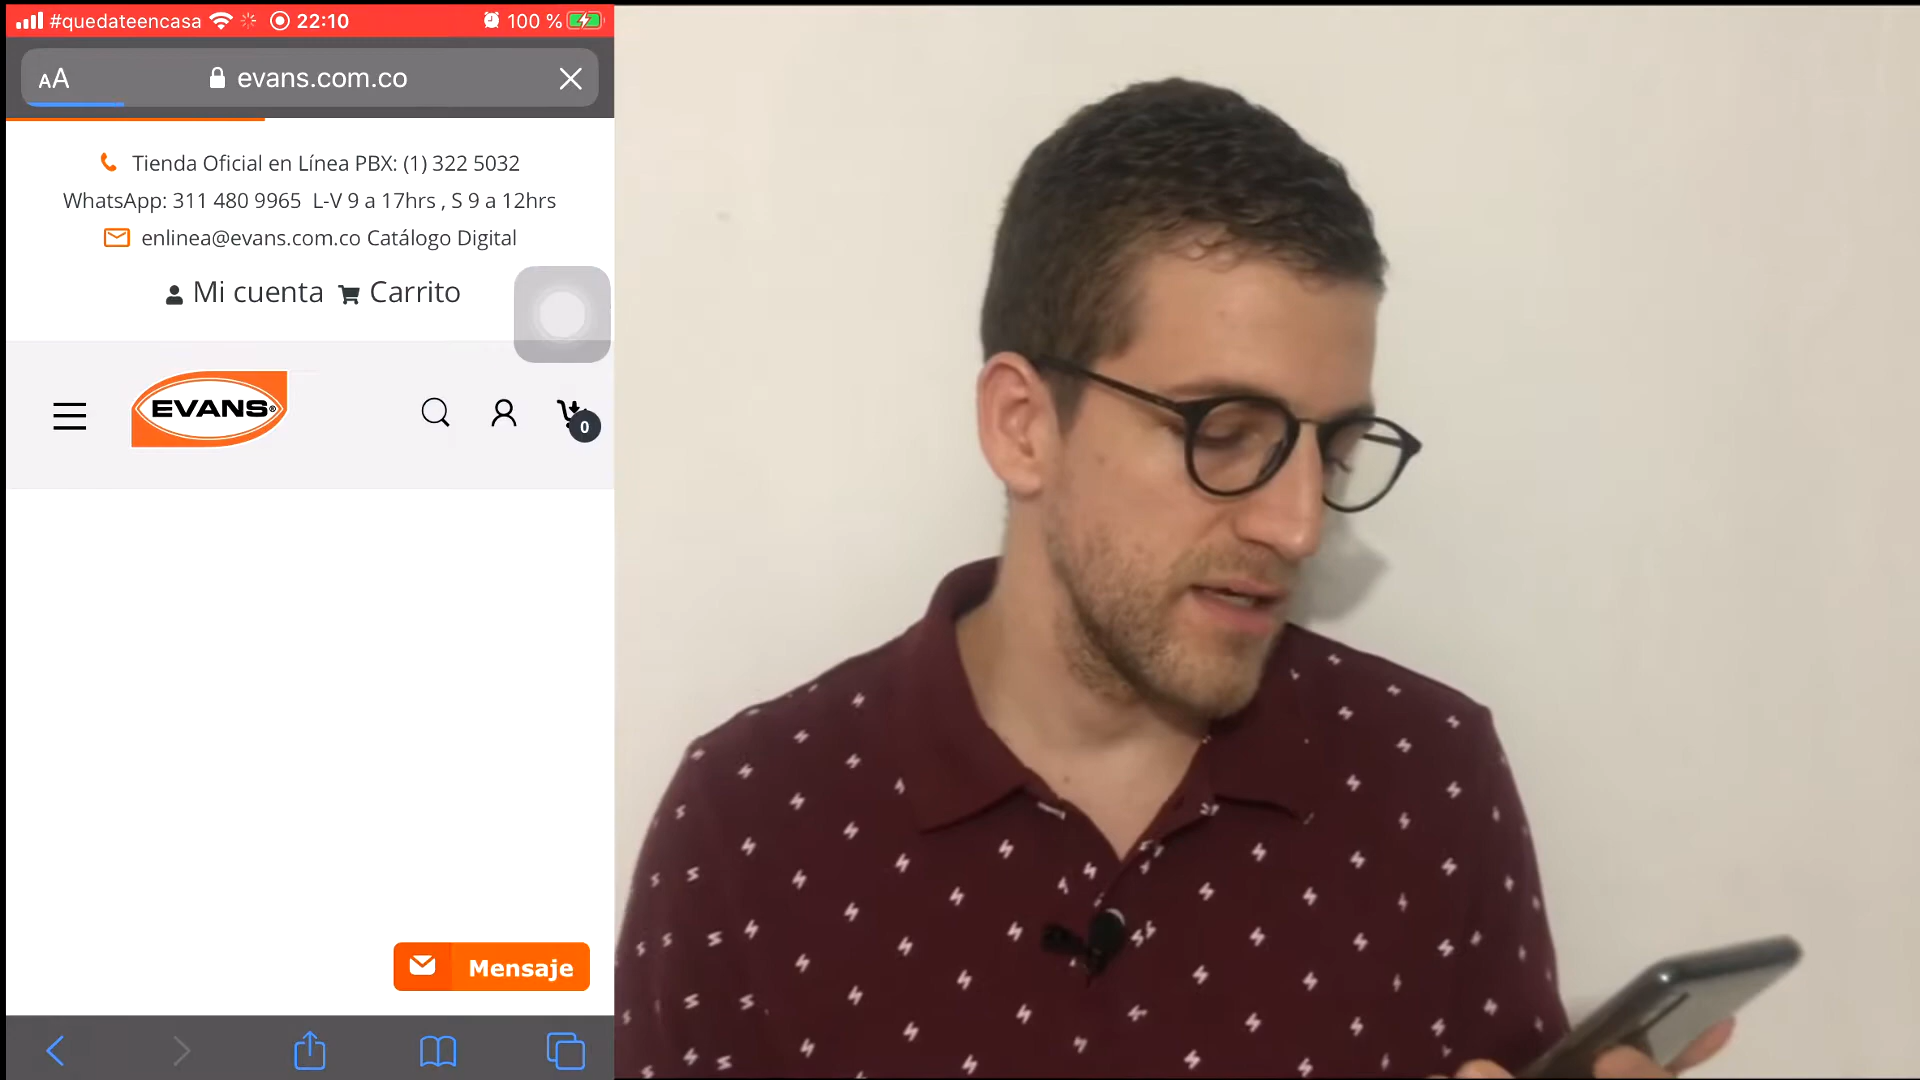 #quedateencasa 22:10 100 %
AA evans.com.co
Tienda Oficial en Línea PBX: (1) 322 5032
WhatsApp: 311 480 9965 L-V 9 a 17hrs , S 9 a 12hrs
enlinea@evans.com.co Catálogo Digital
Mi cuenta Carrito
EVANS®
0
Mensaje